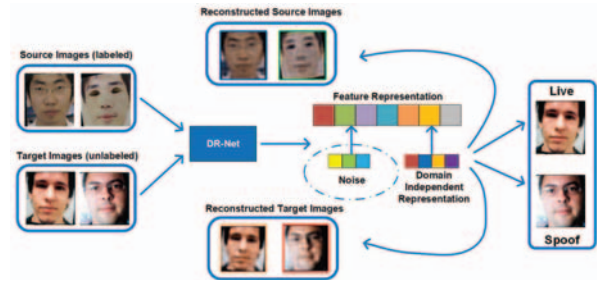 Reconstructed Source Images
Source Images (labeled)
Feature Representation
Live
DR-Net
Target Images (unlabeled)
Noise
Domain
Independent
Representation
Reconstructed Target Images
Spoof